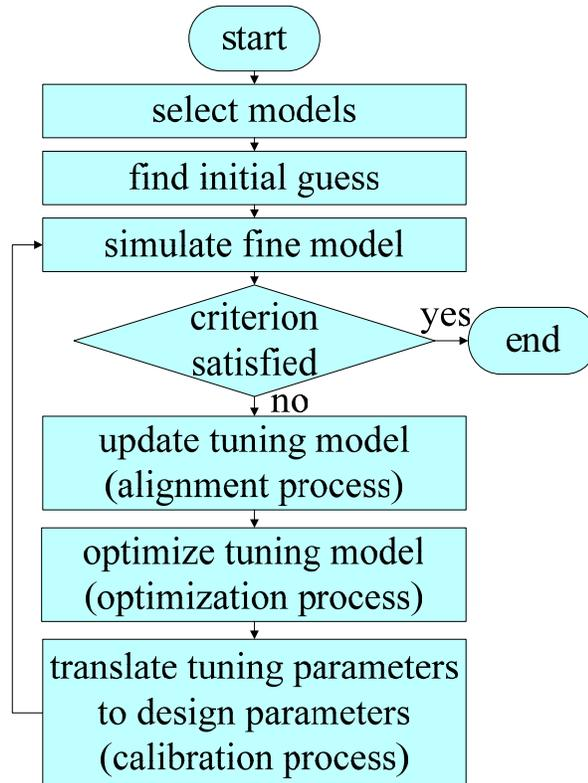 start
select models
find initial guess
simulate fine model
criterion
satisfied
yes
end
no
update tuning model
(alignment process)
optimize tuning model
(optimization process)
translate tuning parameters
to design parameters
(calibration process)